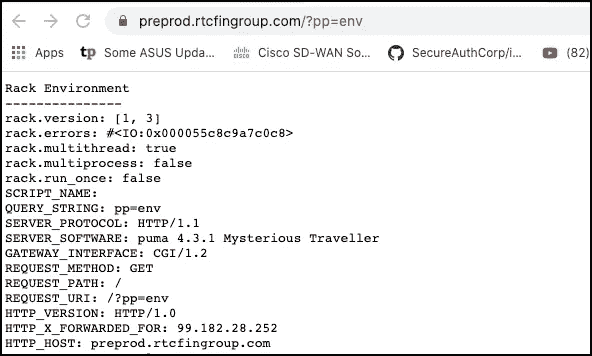 preprod.rtcfingroup.com/?pp=env
Apps tp Some ASUS Upda... Cisco SD-WAN So... SecureAuthCorp/i... (82)
Rack Environment
---------------
rack.version: [1, 3]
rack.errors: #<IO:0x000055c8c9a7c0c8>
rack.multithread: true
rack.multiprocess: false
rack.run_once: false
SCRIPT_NAME:
QUERY_STRING: pp=env
SERVER_PROTOCOL: HTTP/1.1
SERVER_SOFTWARE: puma 4.3.1 Mysterious Traveller
GATEWAY_INTERFACE: CGI/1.2
REQUEST_METHOD: GET
REQUEST_PATH: /
REQUEST_URI: /?pp=env
HTTP_VERSION: HTTP/1.0
HTTP_X_FORWARDED_FOR: 99.182.28.252
HTTP_HOST: preprod.rtcfingroup.com